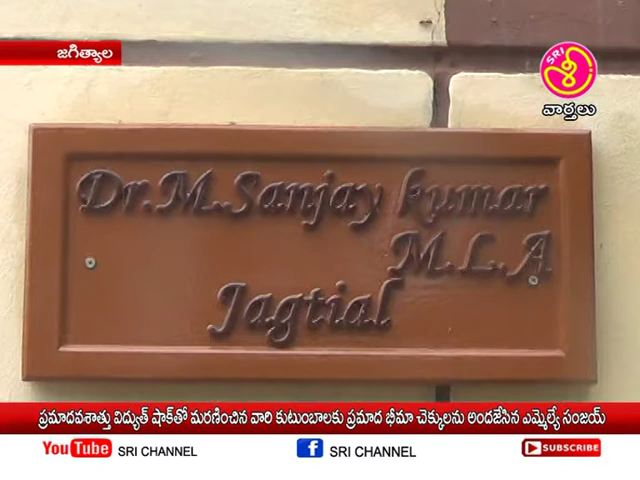 జగిత్యాల
SRI
శ్రీ
వార్తలు
Dr.M.Sanjay kumar
M.L.A
Jagtial
ప్రమాదవశాత్తు విద్యుత్ షాక్‌తో మరణించిన వారి కుటుంబాలకు ప్రమాద భీమా చెక్కులను అందజేసిన ఎమ్మెల్యే సంజయ్
YouTube SRI CHANNEL f SRI CHANNEL SUBSCRIBE